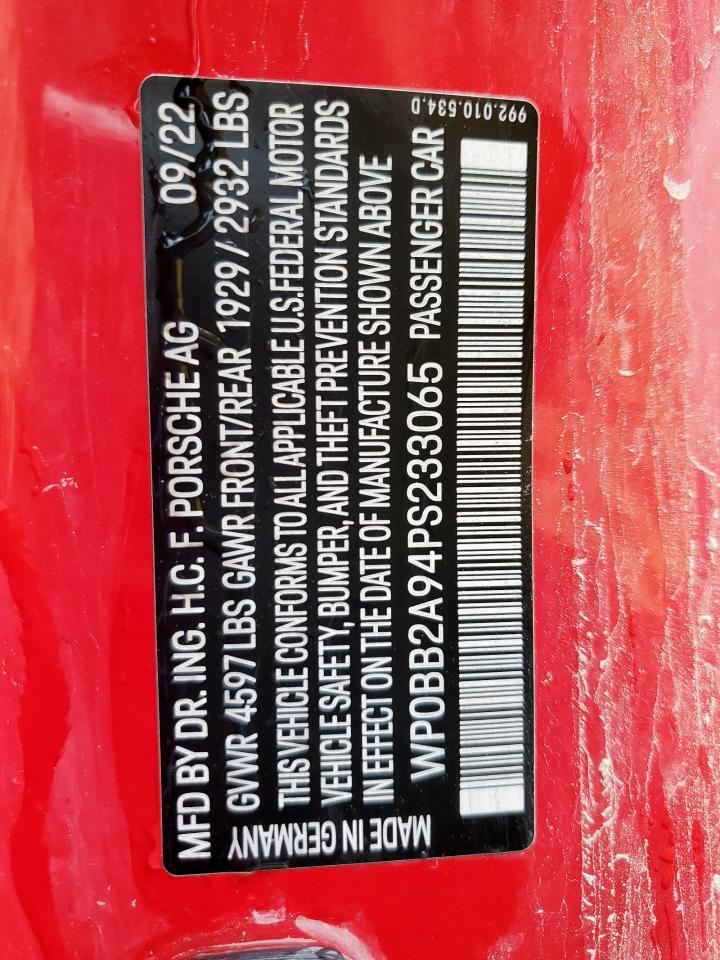 MFD BY DR. ING. H.C. F. PORSCHE AG 09/22
GVWR 4597 LBS GAWR FRONT/REAR 1929 / 2932 LBS
THIS VEHICLE CONFORMS TO ALL APPLICABLE U.S. FEDERAL MOTOR
VEHICLE SAFETY, BUMPER, AND THEFT PREVENTION STANDARDS
IN EFFECT ON THE DATE OF MANUFACTURE SHOWN ABOVE
WP0BB2A94PS233065 PASSENGER CAR
MADE IN GERMANY
992.010.534.D